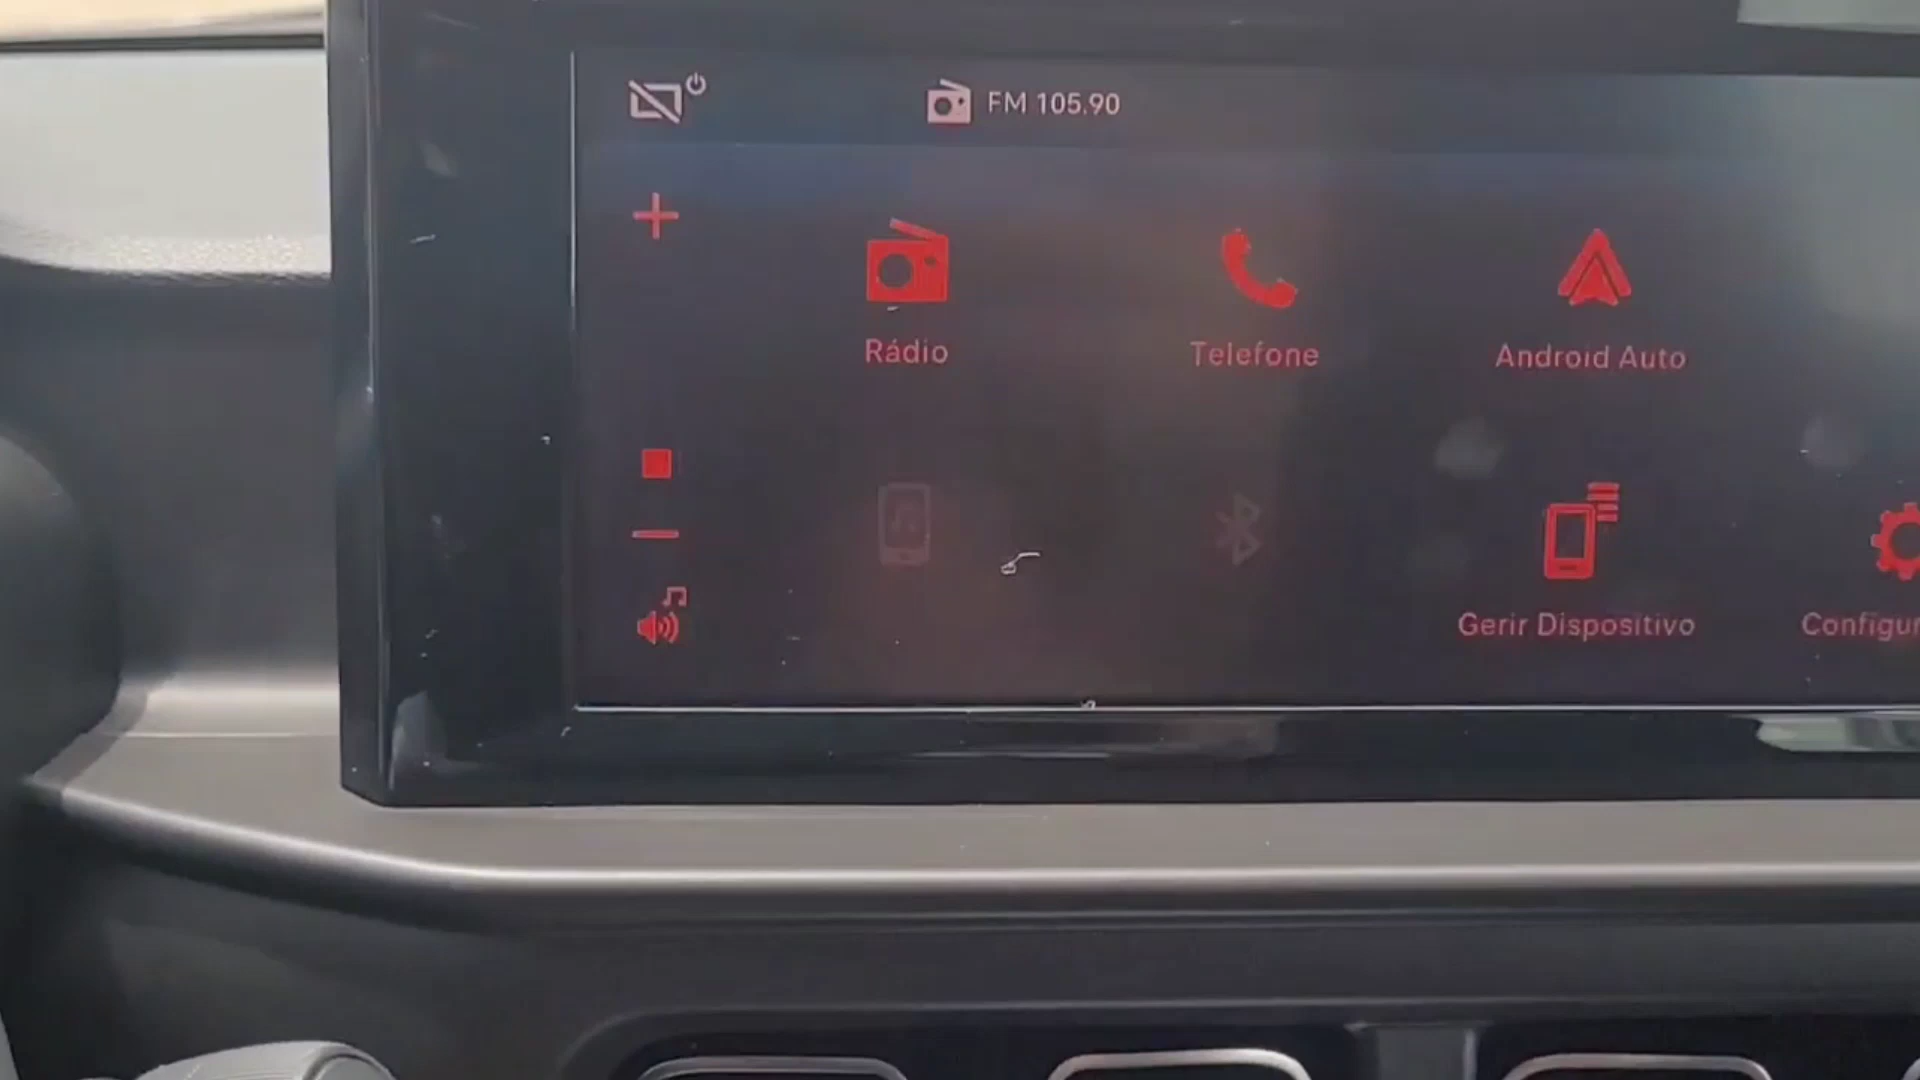 FM 105.90
Rádio
Telefone
Android Auto
Gerir Dispositivo